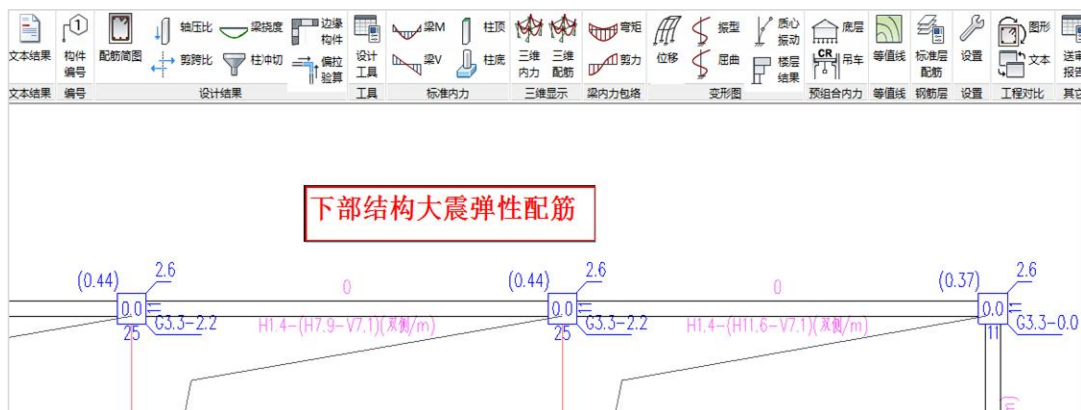 轴压比 梁挠度 边缘构件 梁M 柱顶 弯矩 振型 质心振动 底层 图形
文本结果 构件编号 配筋简图 剪跨比 柱冲切 偏拉验算 设计工具 梁V 柱底 三维内力 三维配筋 剪力 位移 屈曲 楼层结果 CR 吊车 等值线 标准层配筋 设置 文本
文本结果 编号 设计结果 工具 标准内力 三维显示 梁内力包络 变形图 预组合内力 等值线 钢筋层 设置 工程对比
下部结构大震弹性配筋
(0.44) 2.6 0 (0.44) 2.6 0 (0.37) 2.6
0.0 0.0 0.0
25 G3.3-2.2 H1.4-(H7.9-V7.1)(双侧/m) 25 G3.3-2.2 H1.4-(H11.6-V7.1)(双侧/m) 11 G3.3-0.0